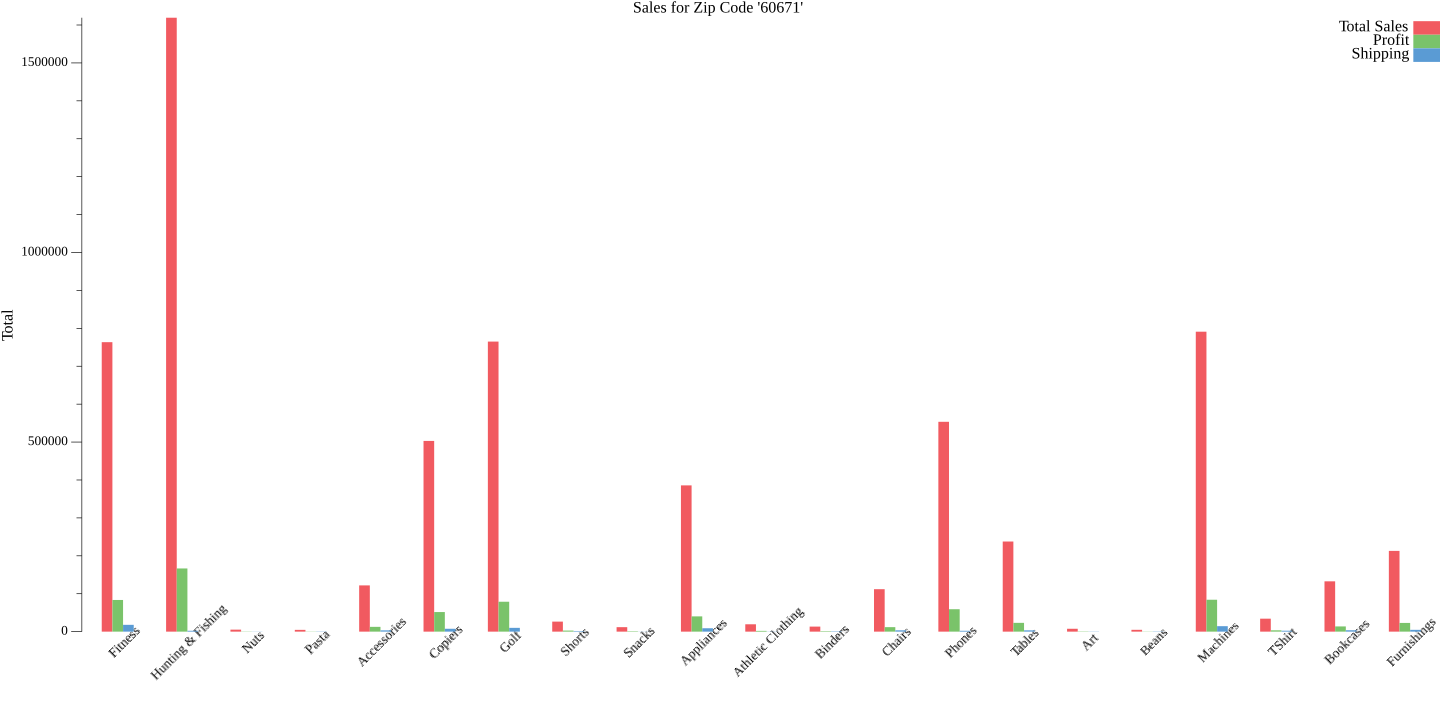 Sales for Zip Code '60671'
Total Sales
Profit
Shipping
Total
1500000
1000000
500000
0
Fitness
Hunting & Fishing
Nuts
Pasta
Accessories
Copiers
Golf
Shorts
Snacks
Appliances
Athletic Clothing
Binders
Chairs
Phones
Tables
Art
Beans
Machines
TShirt
Bookcases
Furnishings